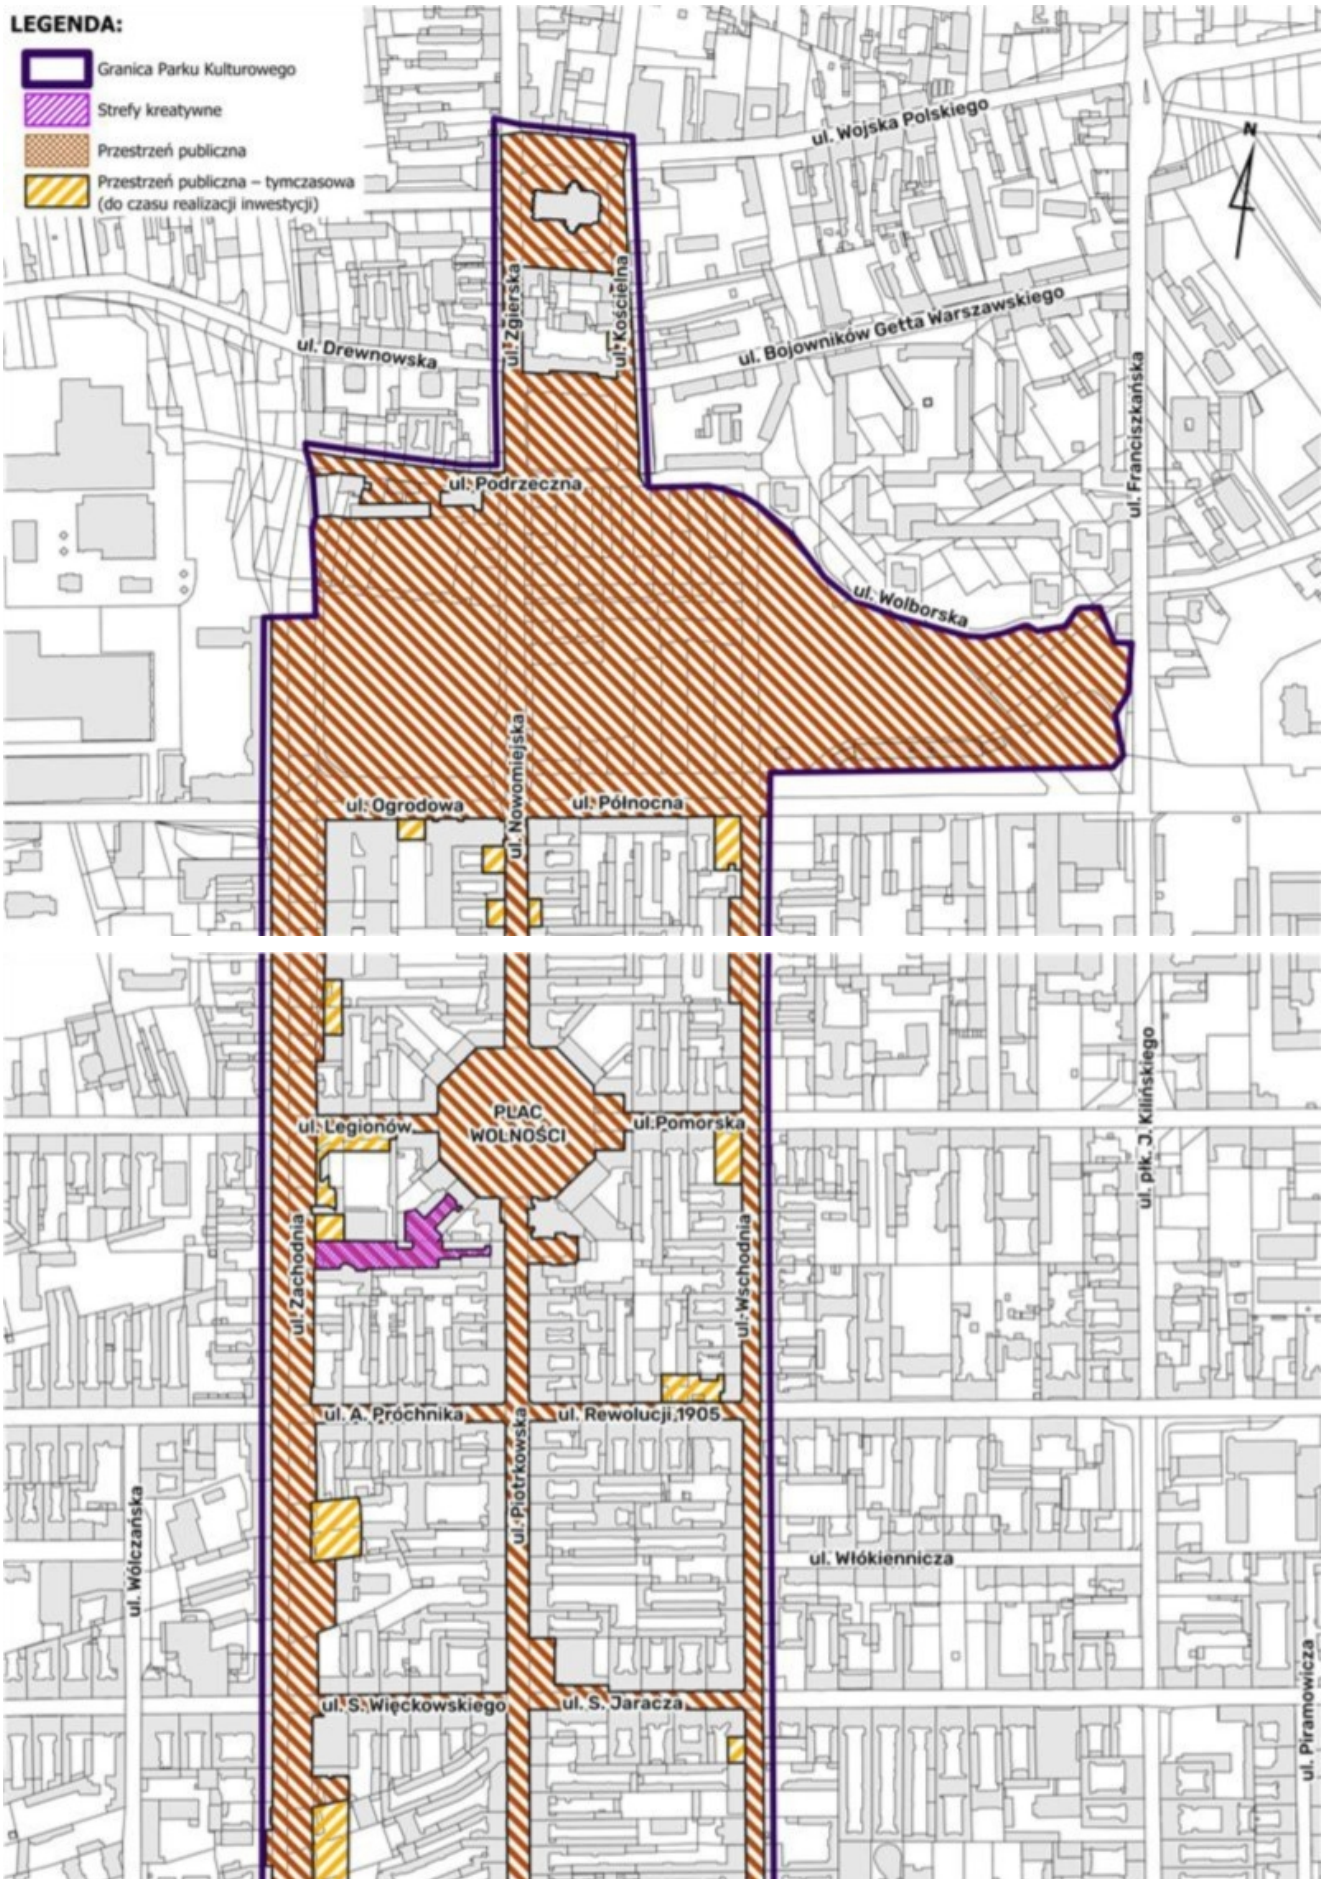 LEGENDA:
Granica Parku Kulturowego
Strefy kreatywne
Przestrzeń publiczna
Przestrzeń publiczna – tymczasowa
(do czasu realizacji inwestycji)
ul. Wojska Polskiego
N
ul. Zgierska
ul. Kościelna
ul. Drewnowska
ul. Bojowników Getta Warszawskiego
ul. Franciszkańska
ul. Podrzeczna
ul. Wolborska
ul. Nowomiejska
ul. Ogrodowa
ul. Północna
PLAC
WOLNOŚCI
ul. Legionów
ul.Pomorska
ul. płk. J. Kilińskiego
ul. Zachodnia
ul. Wschodnia
ul. A. Próchnika
ul. Rewolucji 1905
ul. Piotrkowska
ul. Wólczańska
ul. Włókiennicza
ul. S. Więckowskiego
ul. S. Jaracza
ul. Piramowicza